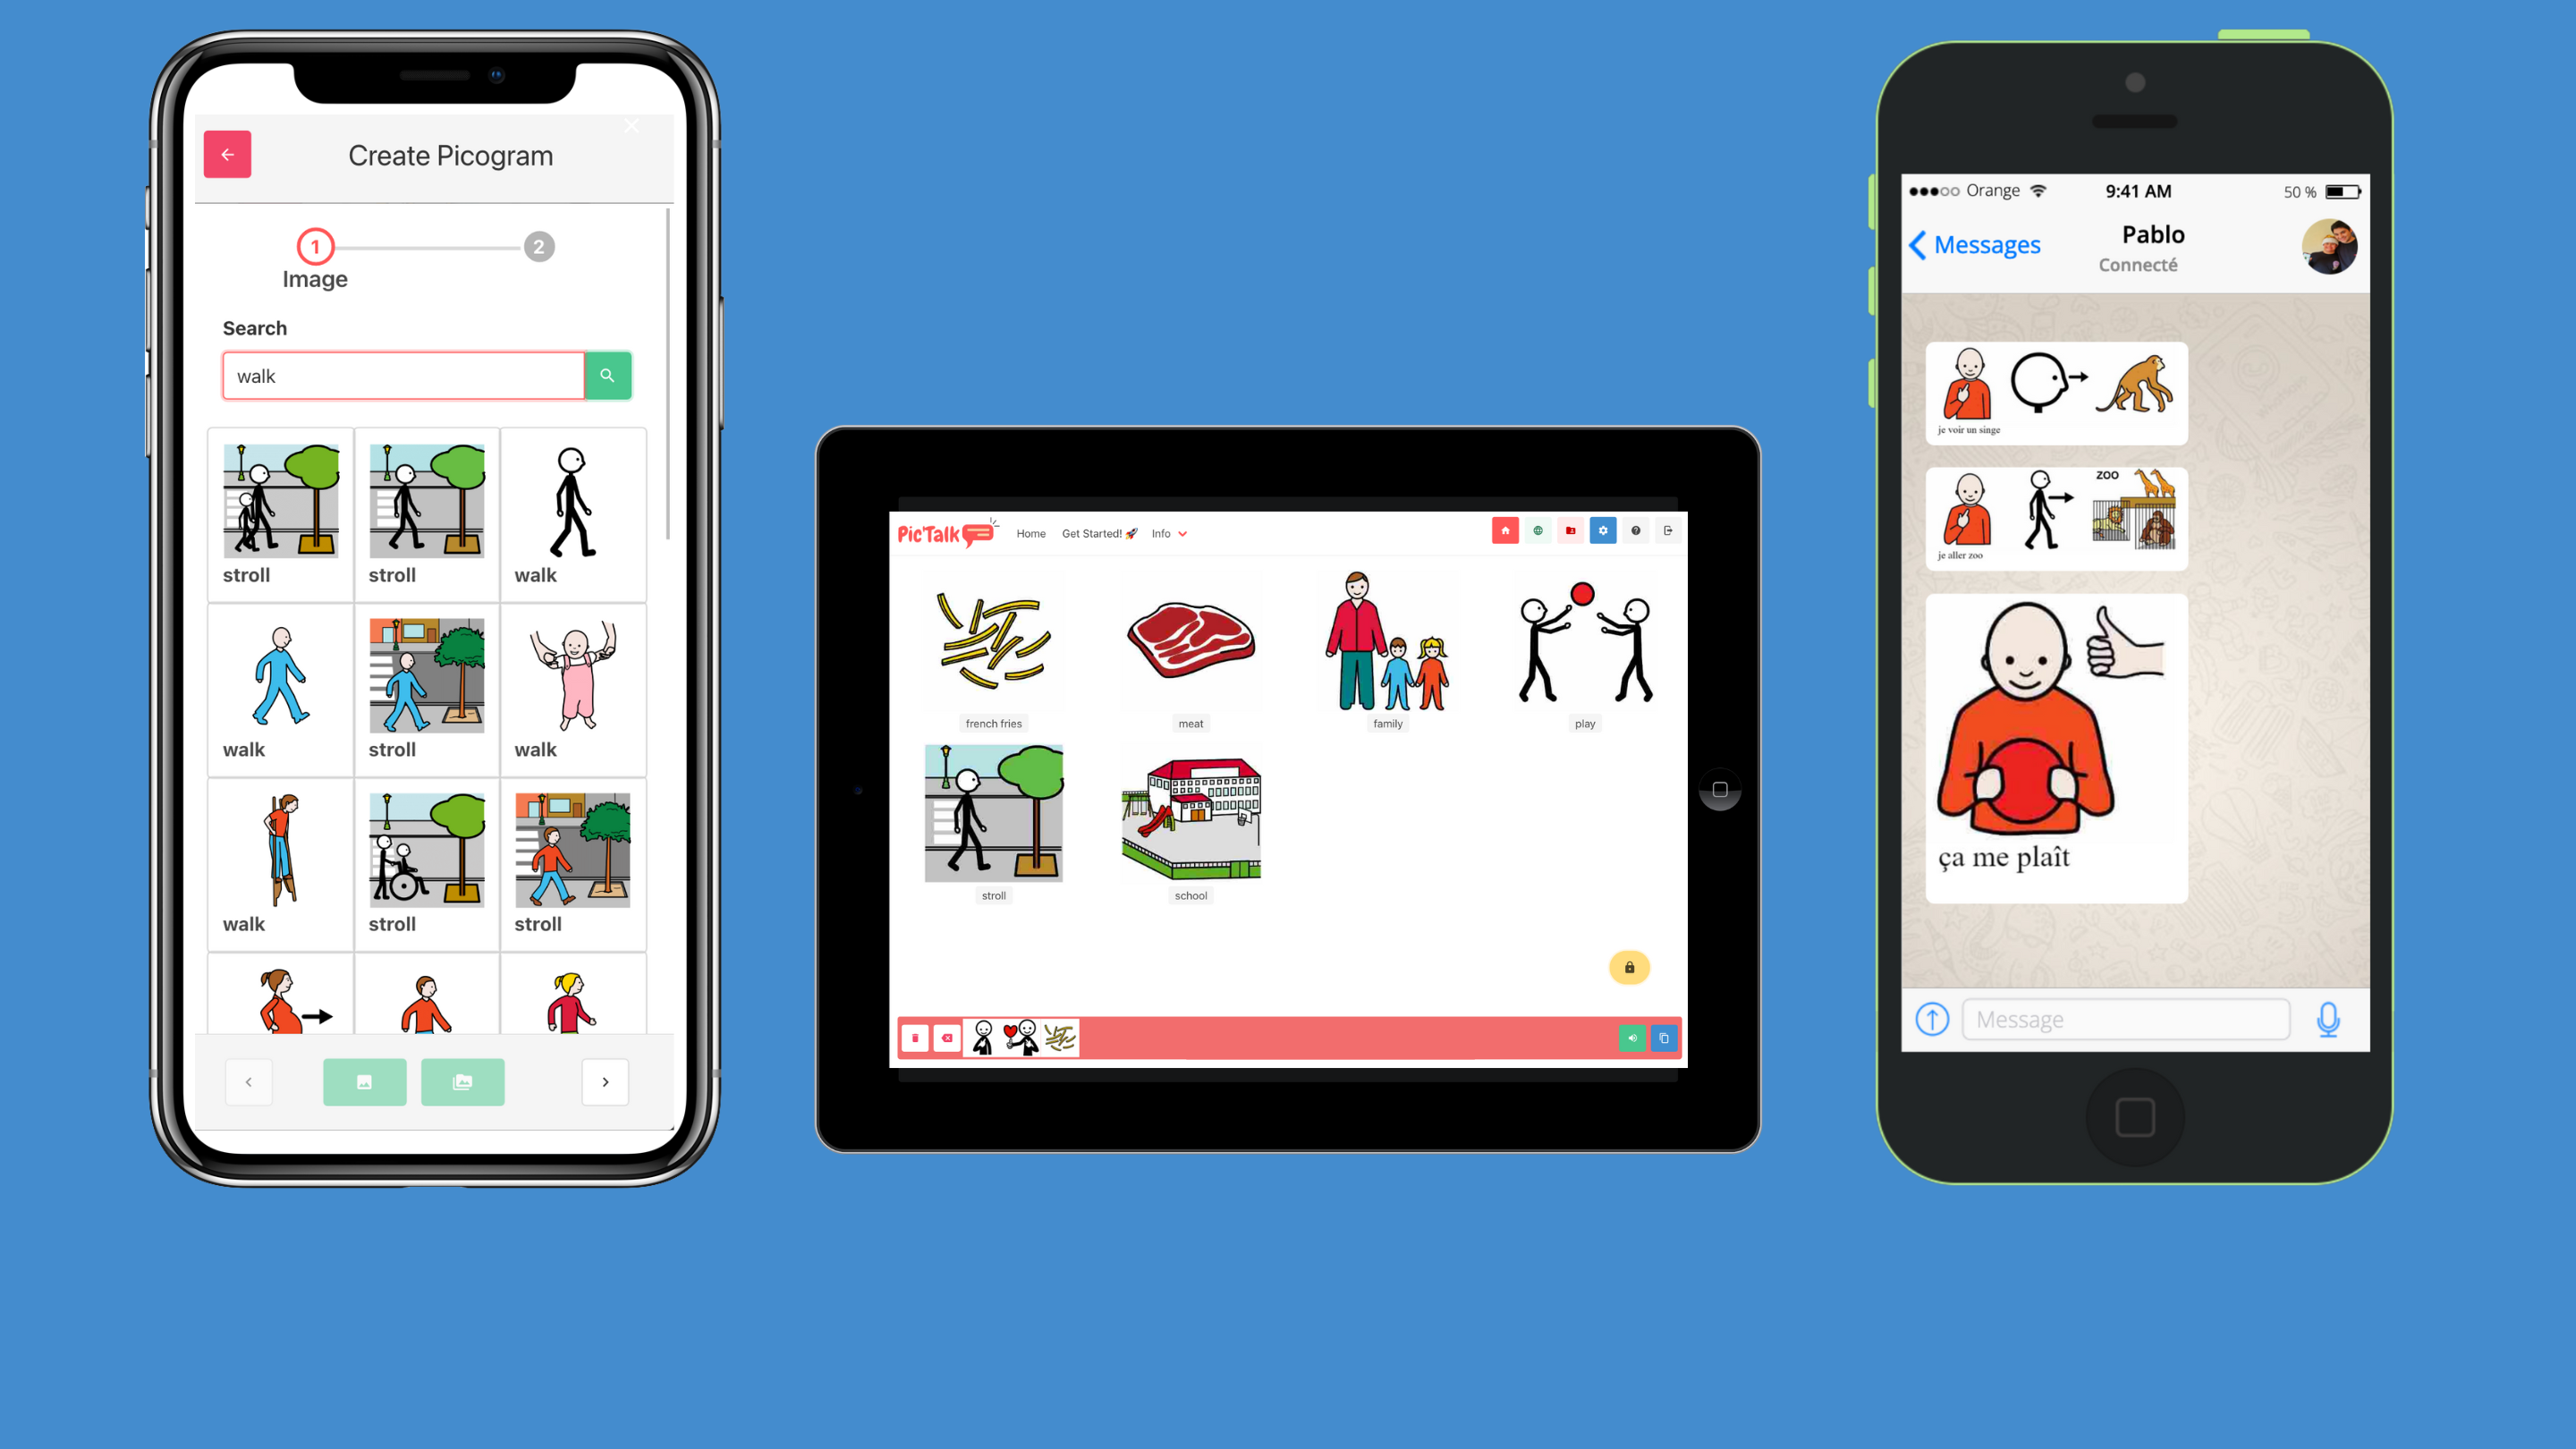 Create Picogram
1 2
Image
Search
walk
stroll stroll walk
walk stroll walk
walk stroll stroll
Pic'Talk Home Get Started! 🚀 Info
french fries meat family play
stroll school
Orange 9:41 AM 50 %
Messages Pablo
Connecté
je voir un singe
ZOO
je aller zoo
ça me plaît
Message